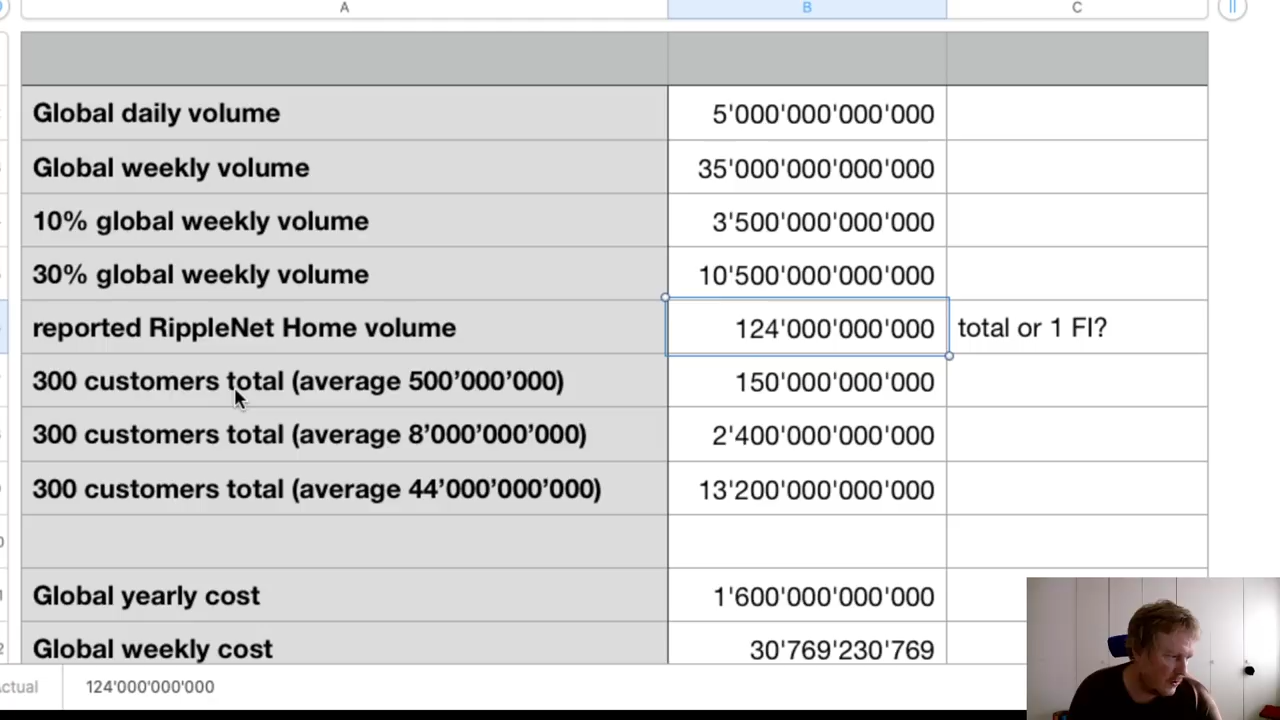 A B C
Global daily volume 5'000'000'000'000
Global weekly volume 35'000'000'000'000
10% global weekly volume 3'500'000'000'000
30% global weekly volume 10'500'000'000'000
reported RippleNet Home volume 124'000'000'000 total or 1 FI?
300 customers total (average 500’000’000) 150'000'000'000
300 customers total (average 8’000’000’000) 2'400'000'000'000
300 customers total (average 44’000’000’000) 13'200'000'000'000
Global yearly cost 1'600'000'000'000
Global weekly cost 30'769'230'769
124'000'000'000